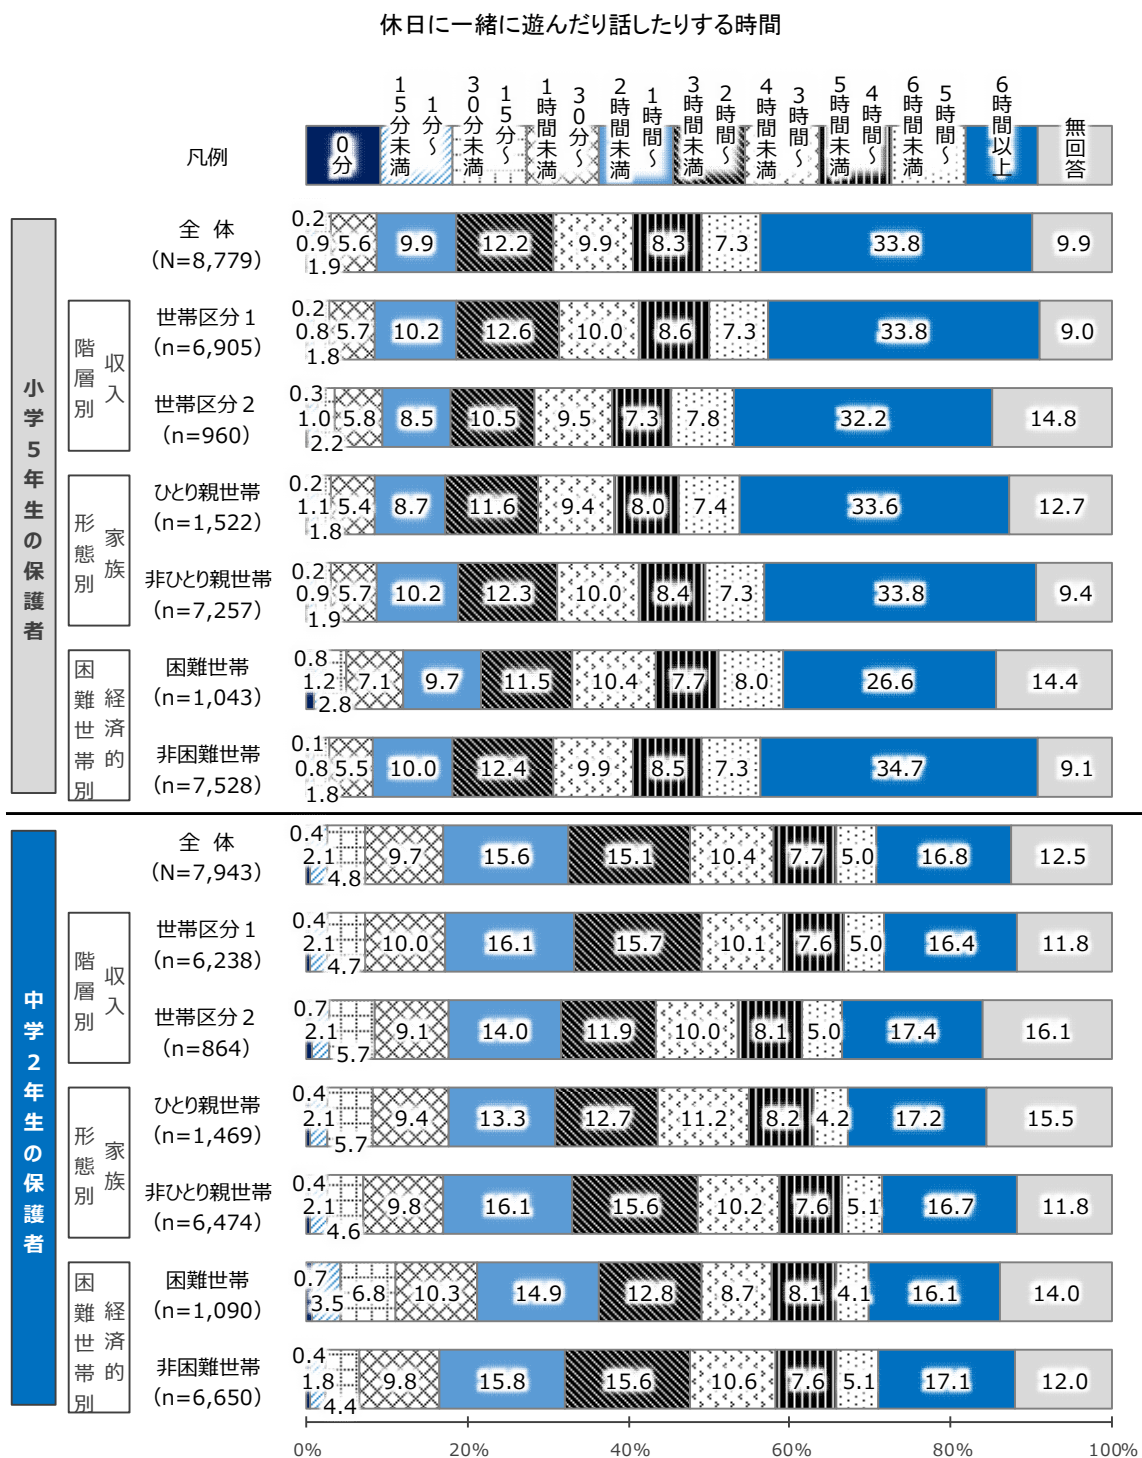 休日に一緒に遊んだり話したりする時間
凡例
0分
1分～15分未満
15分～30分未満
30分～1時間未満
1時間～2時間未満
2時間～3時間未満
3時間～4時間未満
4時間～5時間未満
5時間～6時間未満
6時間以上
無回答
小学5年生の保護者
全 体
(N=8,779)
0.2 0.9 1.9 5.6 9.9 12.2 9.9 8.3 7.3 33.8 9.9
収入階層別
世帯区分1
(n=6,905)
0.2 0.8 1.8 5.7 10.2 12.6 10.0 8.6 7.3 33.8 9.0
世帯区分2
(n=960)
0.3 1.0 2.2 5.8 8.5 10.5 9.5 7.3 7.8 32.2 14.8
家族形態別
ひとり親世帯
(n=1,522)
0.2 1.1 1.8 5.4 8.7 11.6 9.4 8.0 7.4 33.6 12.7
非ひとり親世帯
(n=7,257)
0.2 0.9 1.9 5.7 10.2 12.3 10.0 8.4 7.3 33.8 9.4
経済的困難世帯別
困難世帯
(n=1,043)
0.8 1.2 2.8 7.1 9.7 11.5 10.4 7.7 8.0 26.6 14.4
非困難世帯
(n=7,528)
0.1 0.8 1.8 5.5 10.0 12.4 9.9 8.5 7.3 34.7 9.1
中学2年生の保護者
全 体
(N=7,943)
0.4 2.1 4.8 9.7 15.6 15.1 10.4 7.7 5.0 16.8 12.5
収入階層別
世帯区分1
(n=6,238)
0.4 2.1 4.7 10.0 16.1 15.7 10.1 7.6 5.0 16.4 11.8
世帯区分2
(n=864)
0.7 2.1 5.7 9.1 14.0 11.9 10.0 8.1 5.0 17.4 16.1
家族形態別
ひとり親世帯
(n=1,469)
0.4 2.1 5.7 9.4 13.3 12.7 11.2 8.2 4.2 17.2 15.5
非ひとり親世帯
(n=6,474)
0.4 2.1 4.6 9.8 16.1 15.6 10.2 7.6 5.1 16.7 11.8
経済的困難世帯別
困難世帯
(n=1,090)
0.7 3.5 6.8 10.3 14.9 12.8 8.7 8.1 4.1 16.1 14.0
非困難世帯
(n=6,650)
0.4 1.8 4.4 9.8 15.8 15.6 10.6 7.6 5.1 17.1 12.0
0% 20% 40% 60% 80% 100%